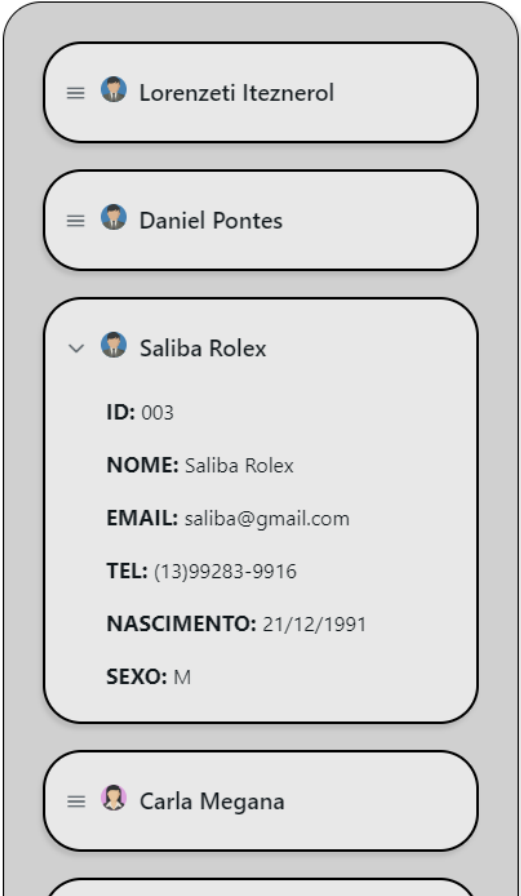 Lorenzeti Iteznerol
Daniel Pontes
Saliba Rolex
ID: 003
NOME: Saliba Rolex
EMAIL: saliba@gmail.com
TEL: (13)99283-9916
NASCIMENTO: 21/12/1991
SEXO: M
Carla Megana